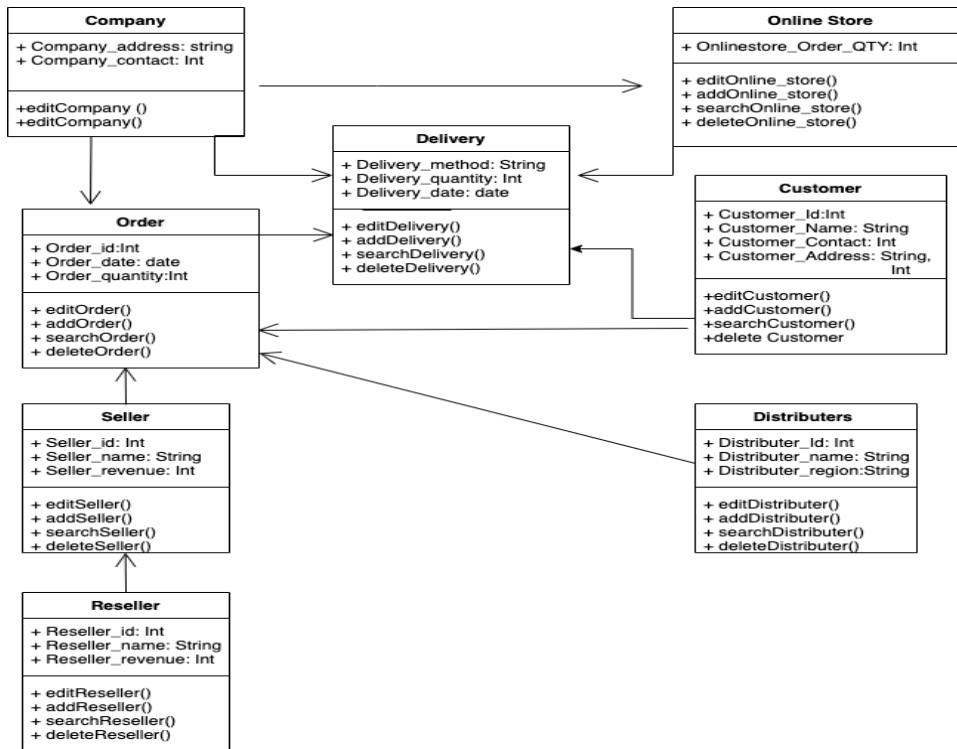 Company
+ Company_address: string
+ Company_contact: Int
+editCompany ()
+editCompany()
Online Store
+ Onlinestore_Order_QTY: Int
+ editOnline_store()
+ addOnline_store()
+ searchOnline_store()
+ deleteOnline_store()
Delivery
+ Delivery_method: String
+ Delivery_quantity: Int
+ Delivery_date: date
+ editDelivery()
+ addDelivery()
+ searchDelivery()
+ deleteDelivery()
Customer
+ Customer_Id:Int
+ Customer_Name: String
+ Customer_Contact: Int
+ Customer_Address: String,
Int
+editCustomer()
+addCustomer()
+searchCustomer()
+delete Customer
Order
+ Order_id:Int
+ Order_date: date
+ Order_quantity:Int
+ editOrder()
+ addOrder()
+ searchOrder()
+ deleteOrder()
Seller
+ Seller_id: Int
+ Seller_name: String
+ Seller_revenue: Int
+ editSeller()
+ addSeller()
+ searchSeller()
+ deleteSeller()
Distributers
+ Distributer_Id: Int
+ Distributer_name: String
+ Distributer_region:String
+ editDistributer()
+ addDistributer()
+ searchDistributer()
+ deleteDistributer()
Reseller
+ Reseller_id: Int
+ Reseller_name: String
+ Reseller_revenue: Int
+ editReseller()
+ addReseller()
+ searchReseller()
+ deleteReseller()